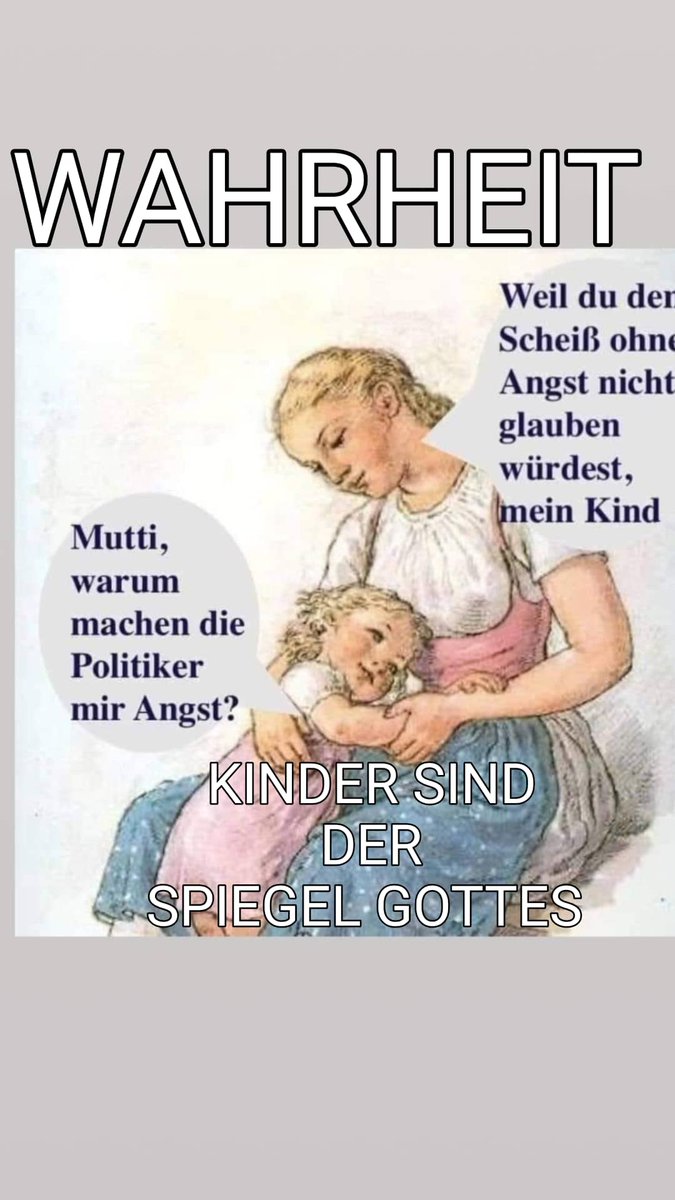 WAHRHEIT
Weil du den
Scheiß ohne
Angst nicht
glauben
würdest,
mein Kind
Mutti,
warum
machen die
Politiker
mir Angst?
KINDER SIND
DER
SPIEGEL GOTTES